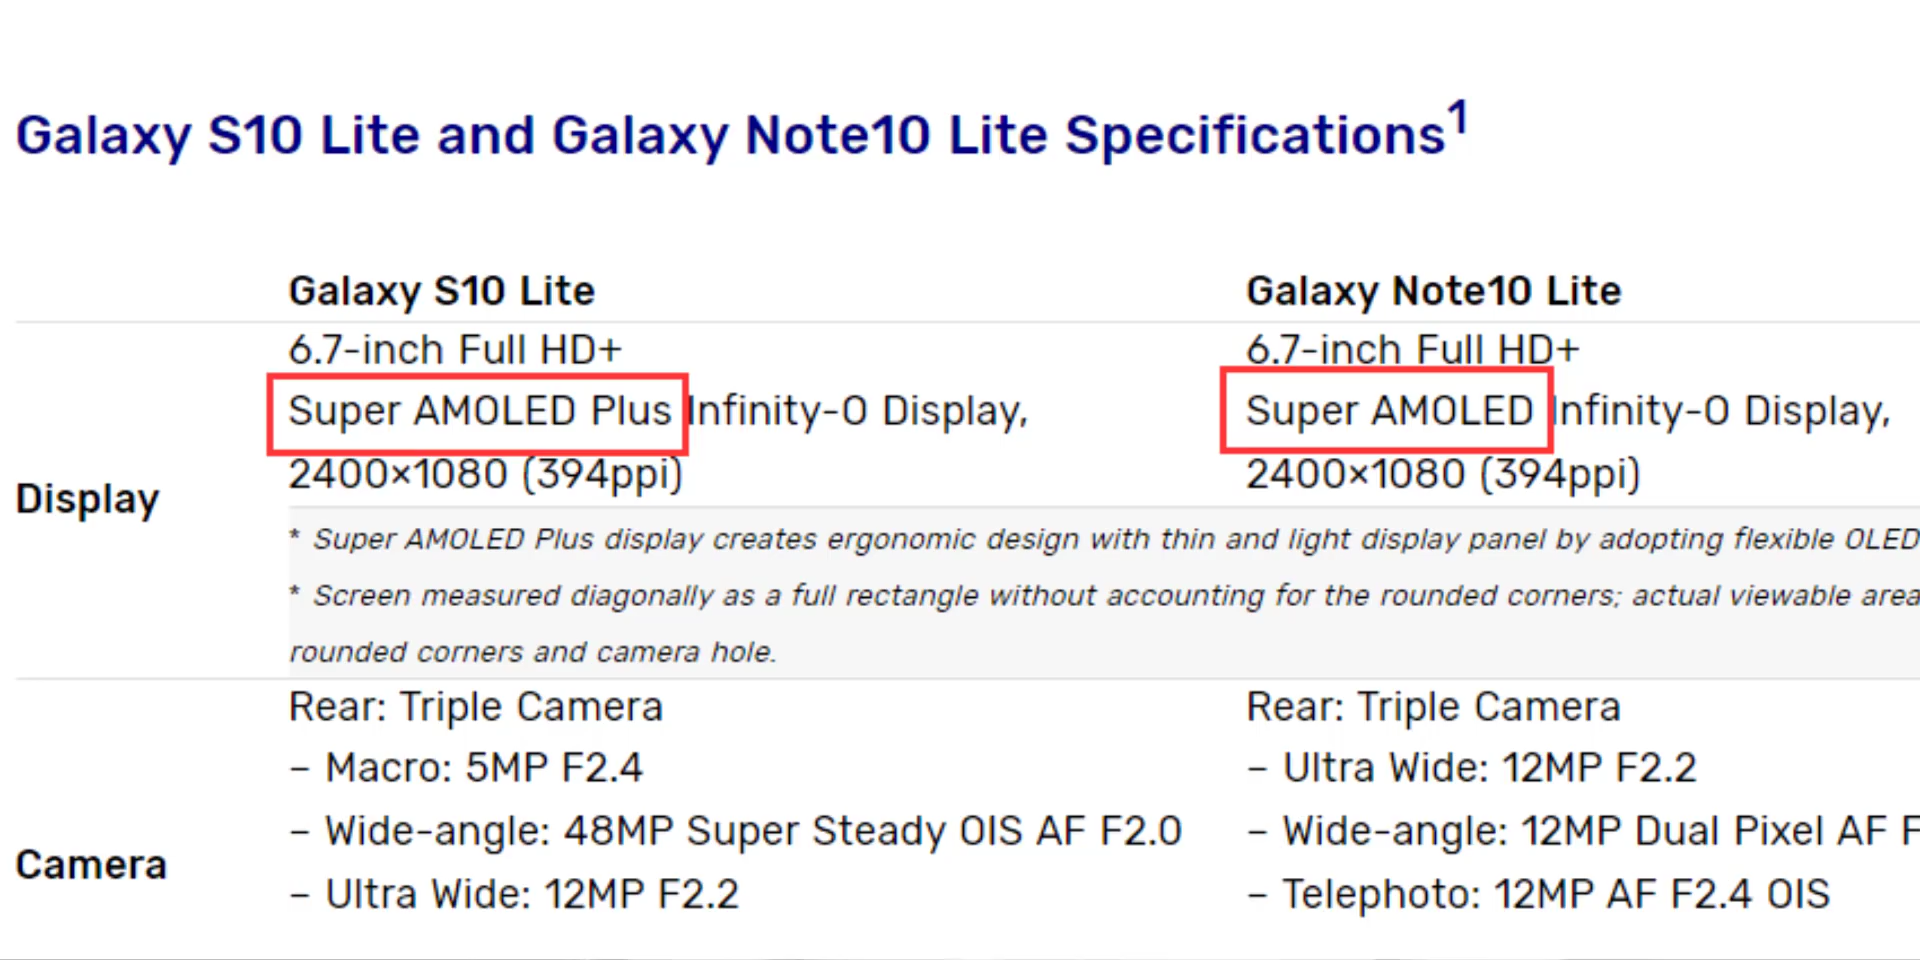 Galaxy S10 Lite and Galaxy Note10 Lite Specifications1
Galaxy S10 Lite
Galaxy Note10 Lite
Display
6.7-inch Full HD+
Super AMOLED Plus Infinity-O Display,
2400×1080 (394ppi)
6.7-inch Full HD+
Super AMOLED Infinity-O Display,
2400×1080 (394ppi)
* Super AMOLED Plus display creates ergonomic design with thin and light display panel by adopting flexible OLED
* Screen measured diagonally as a full rectangle without accounting for the rounded corners; actual viewable area
rounded corners and camera hole.
Camera
Rear: Triple Camera
– Macro: 5MP F2.4
– Wide-angle: 48MP Super Steady OIS AF F2.0
– Ultra Wide: 12MP F2.2
Rear: Triple Camera
– Ultra Wide: 12MP F2.2
– Wide-angle: 12MP Dual Pixel AF F
– Telephoto: 12MP AF F2.4 OIS